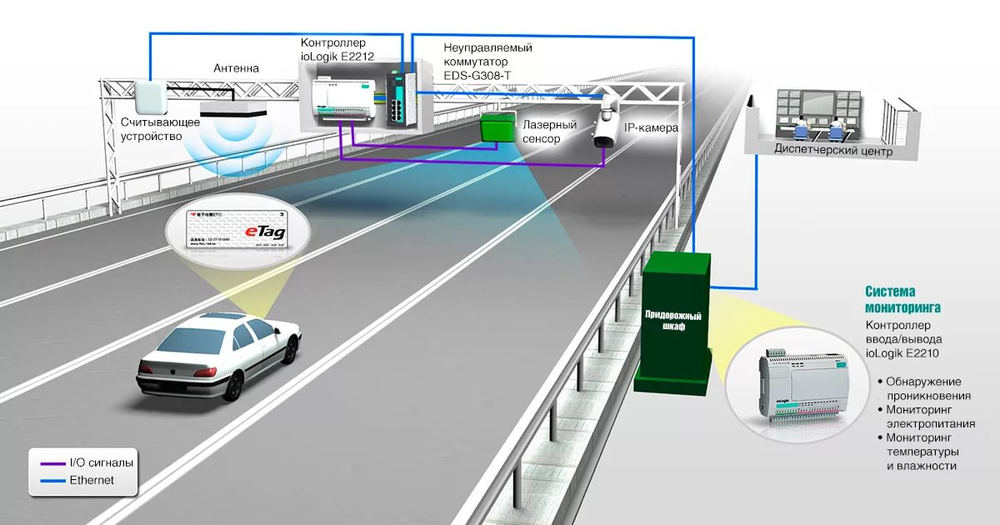 Контроллер
ioLogik E2212
Неуправляемый
коммутатор
EDS-G308-T
Антенна
Считывающее
устройство
Лазерный
сенсор
IP-камера
Диспетчерский центр
eTag
Придорожный
шкаф
Система
мониторинга
Контроллер
ввода/вывода
ioLogik E2210
• Обнаружение
проникновения
• Мониторинг
электропитания
• Мониторинг
температуры
и влажности
ioLogik
I/O сигналы
Ethernet